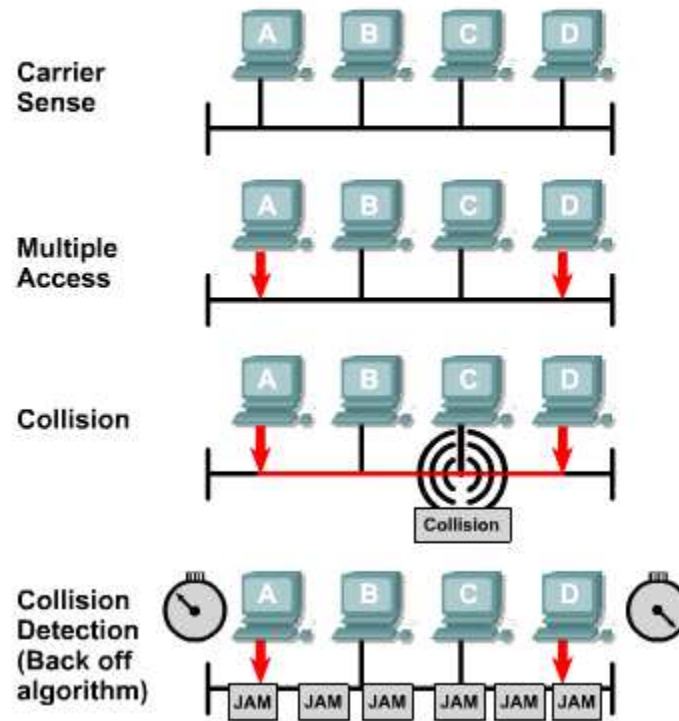 A B C D
Carrier
Sense
A B C D
Multiple
Access
A B C D
Collision
Collision
A B C D
Collision
Detection
(Back off
algorithm)
JAM JAM JAM JAM JAM JAM